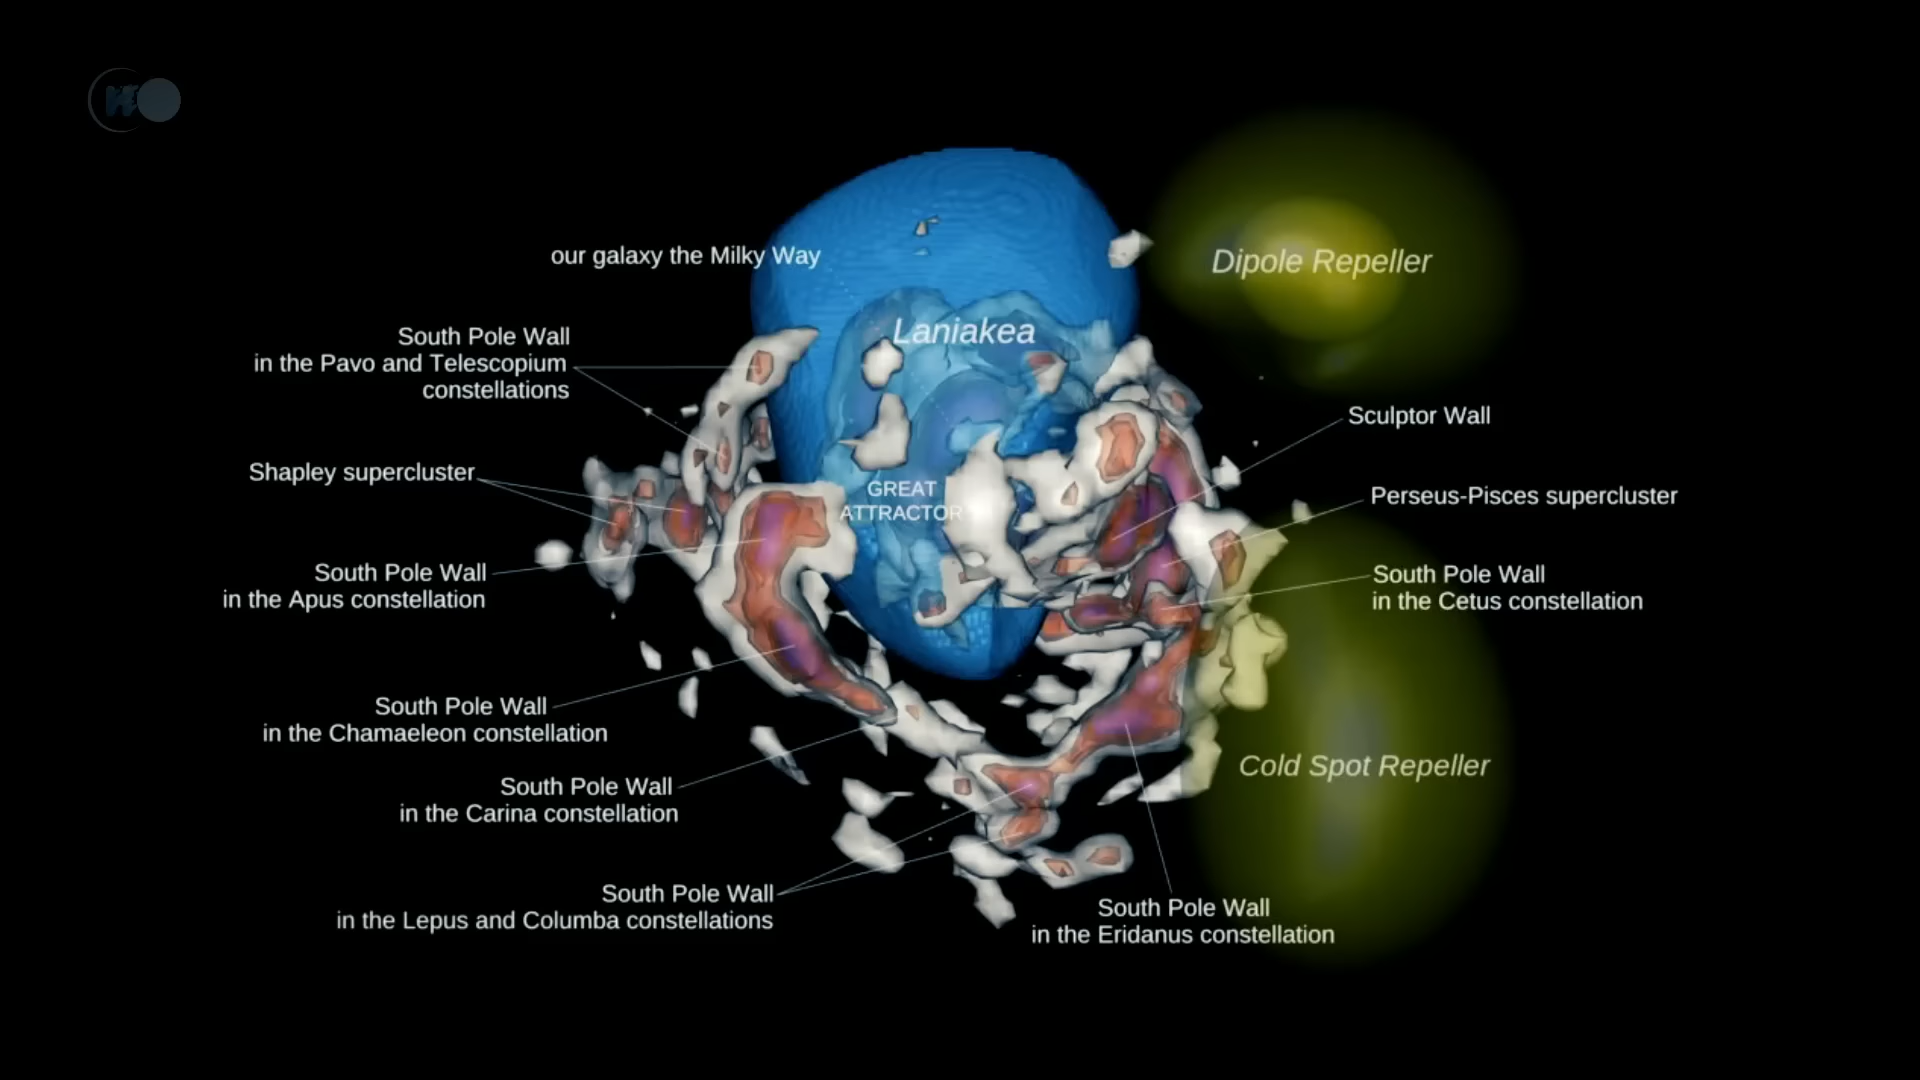 our galaxy the Milky Way
Dipole Repeller
Laniakea
South Pole Wall
in the Pavo and Telescopium
constellations
Sculptor Wall
Shapley supercluster
GREAT
ATTRACTOR
Perseus-Pisces supercluster
South Pole Wall
in the Apus constellation
South Pole Wall
in the Cetus constellation
South Pole Wall
in the Chamaeleon constellation
Cold Spot Repeller
South Pole Wall
in the Carina constellation
South Pole Wall
in the Lepus and Columba constellations
South Pole Wall
in the Eridanus constellation